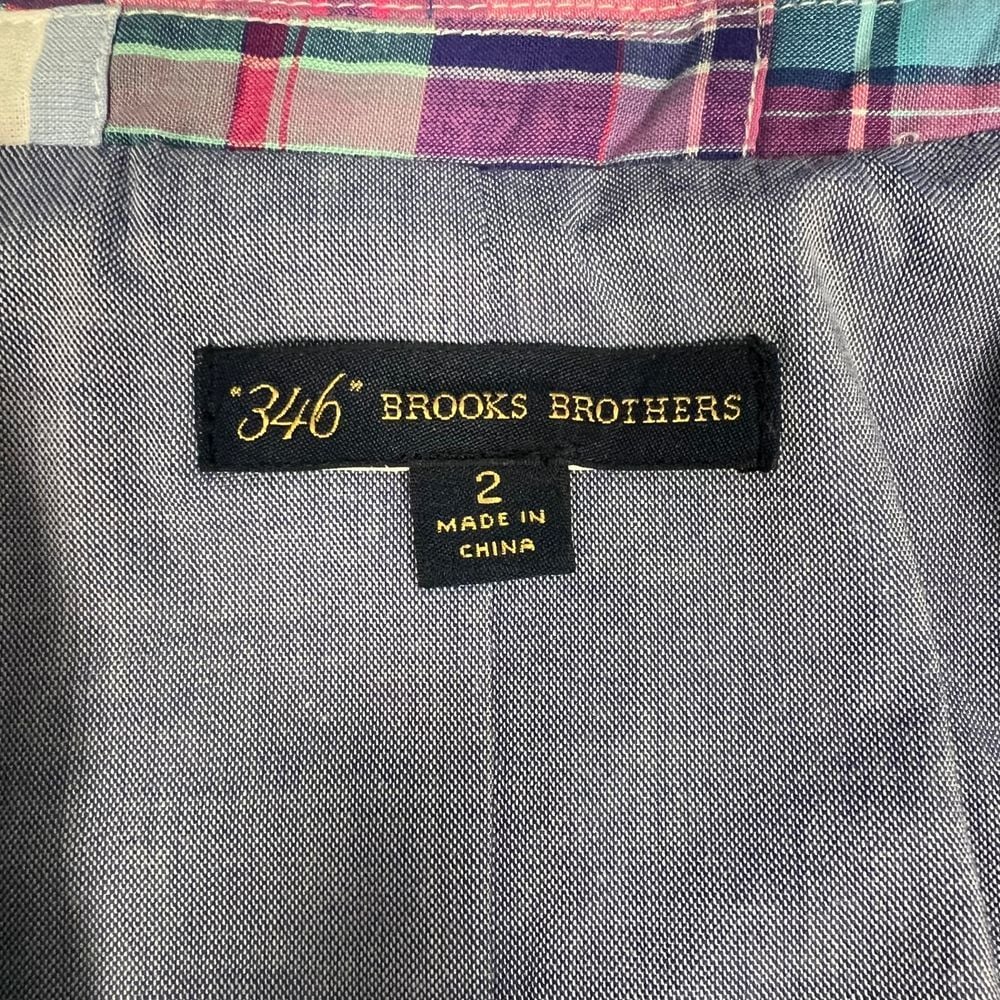 "346" BROOKS BROTHERS
2
MADE IN
CHINA